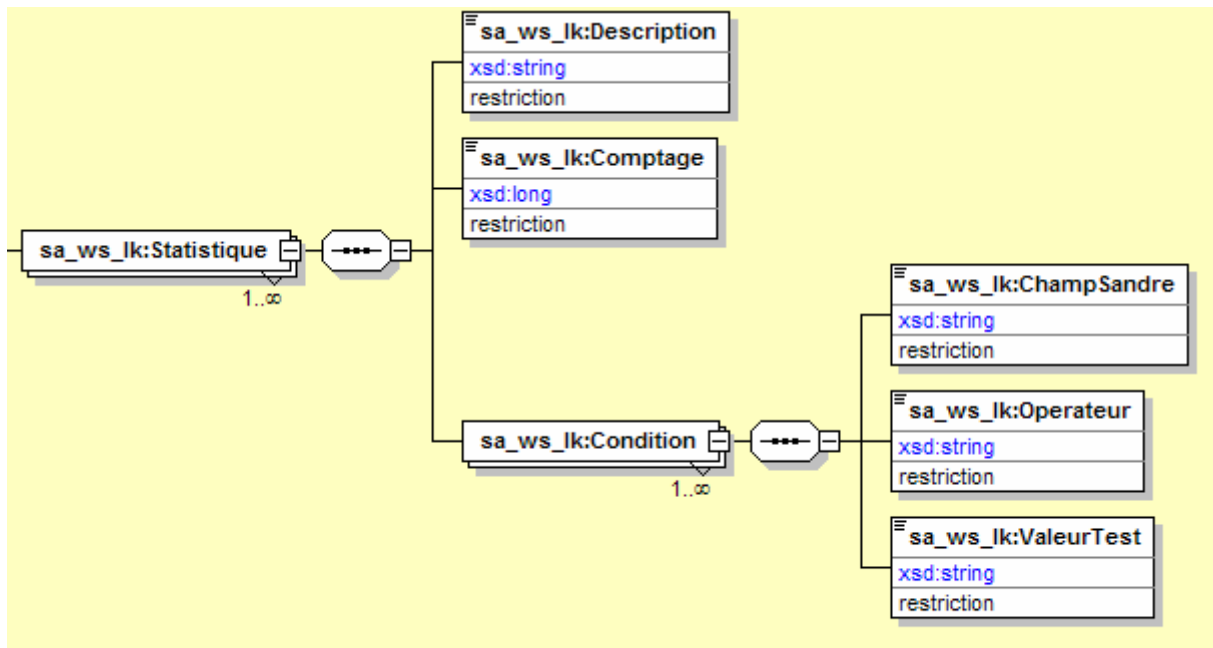 sa_ws_lk:Description
xsd:string
restriction
sa_ws_lk:Comptage
xsd:long
restriction
sa_ws_lk:Statistique
1..∞
sa_ws_lk:Condition
1..∞
sa_ws_lk:ChampSandre
xsd:string
restriction
sa_ws_lk:Operateur
xsd:string
restriction
sa_ws_lk:ValeurTest
xsd:string
restriction